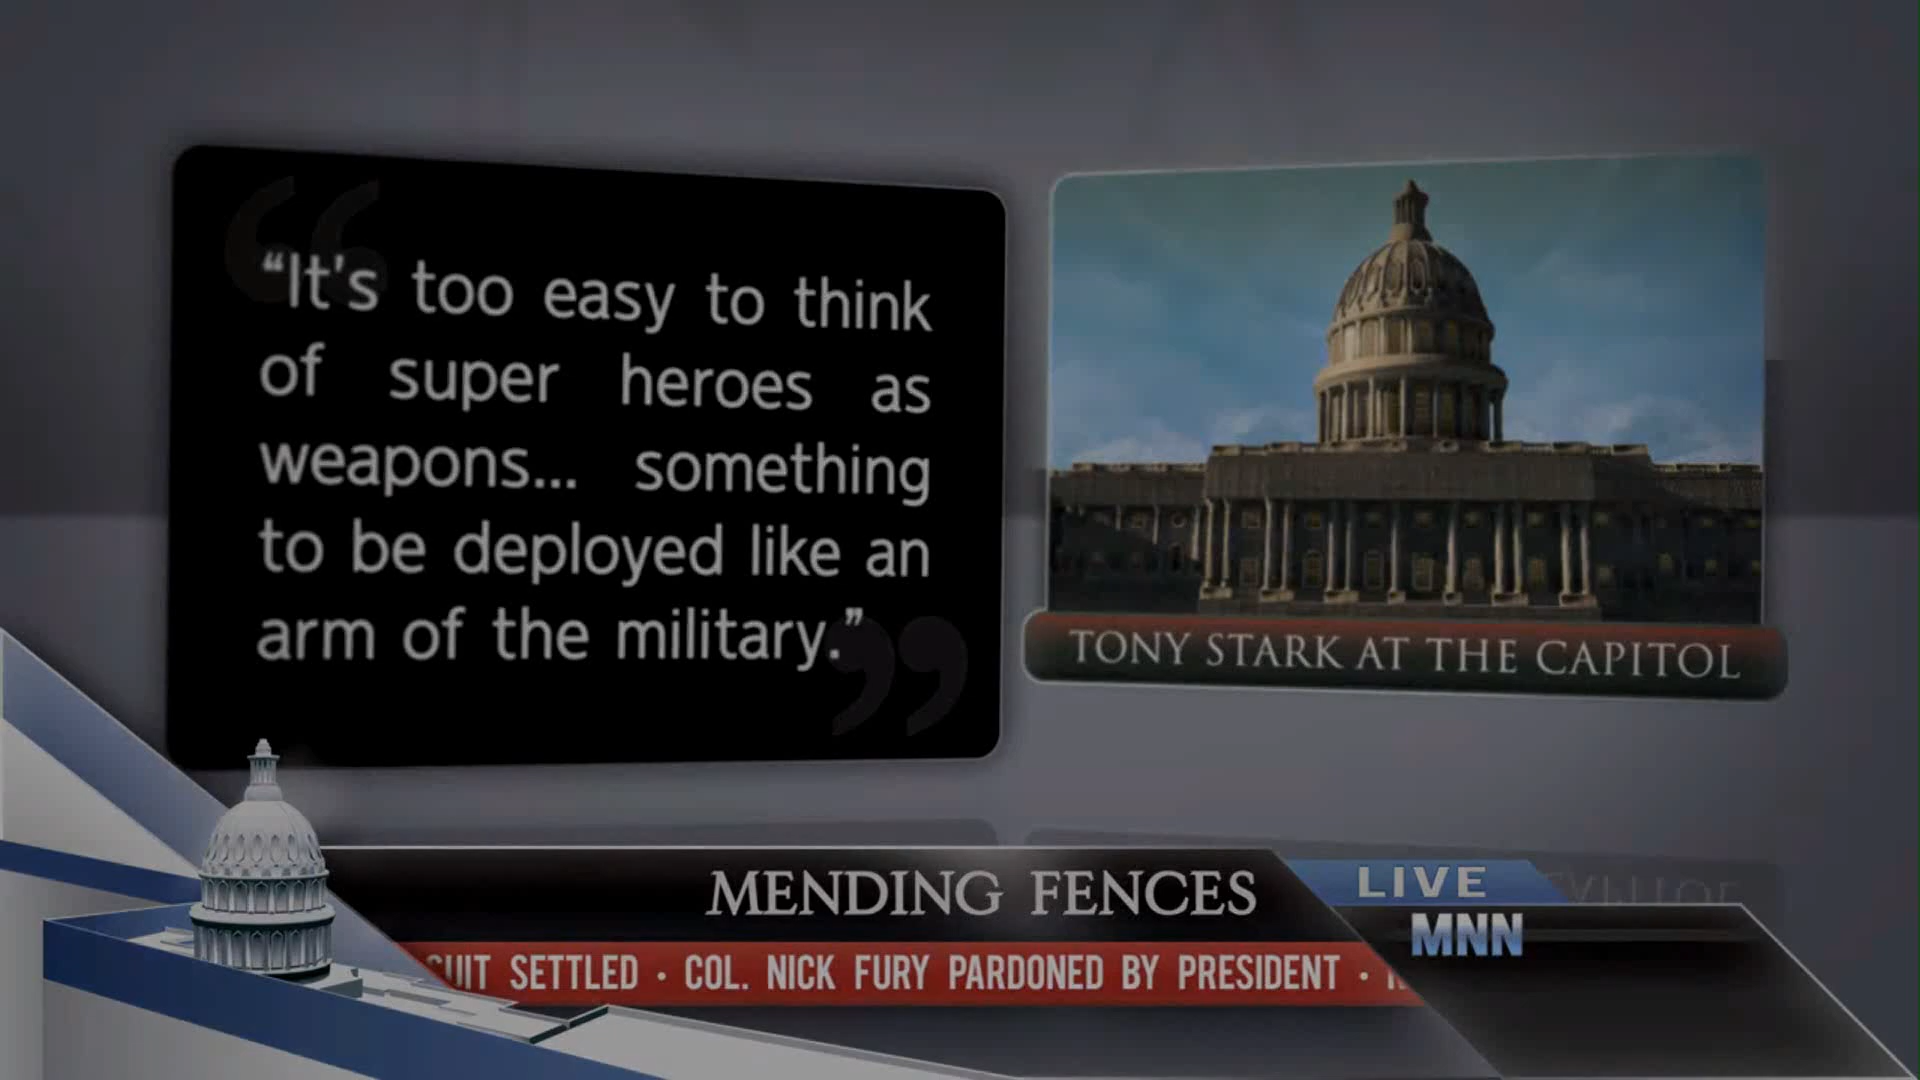 “It's too easy to think
of super heroes as
weapons... something
to be deployed like an
arm of the military.”
TONY STARK AT THE CAPITOL
MENDING FENCES
LIVE
MNN
SETTLED · COL. NICK FURY PARDONED BY PRESIDENT ·